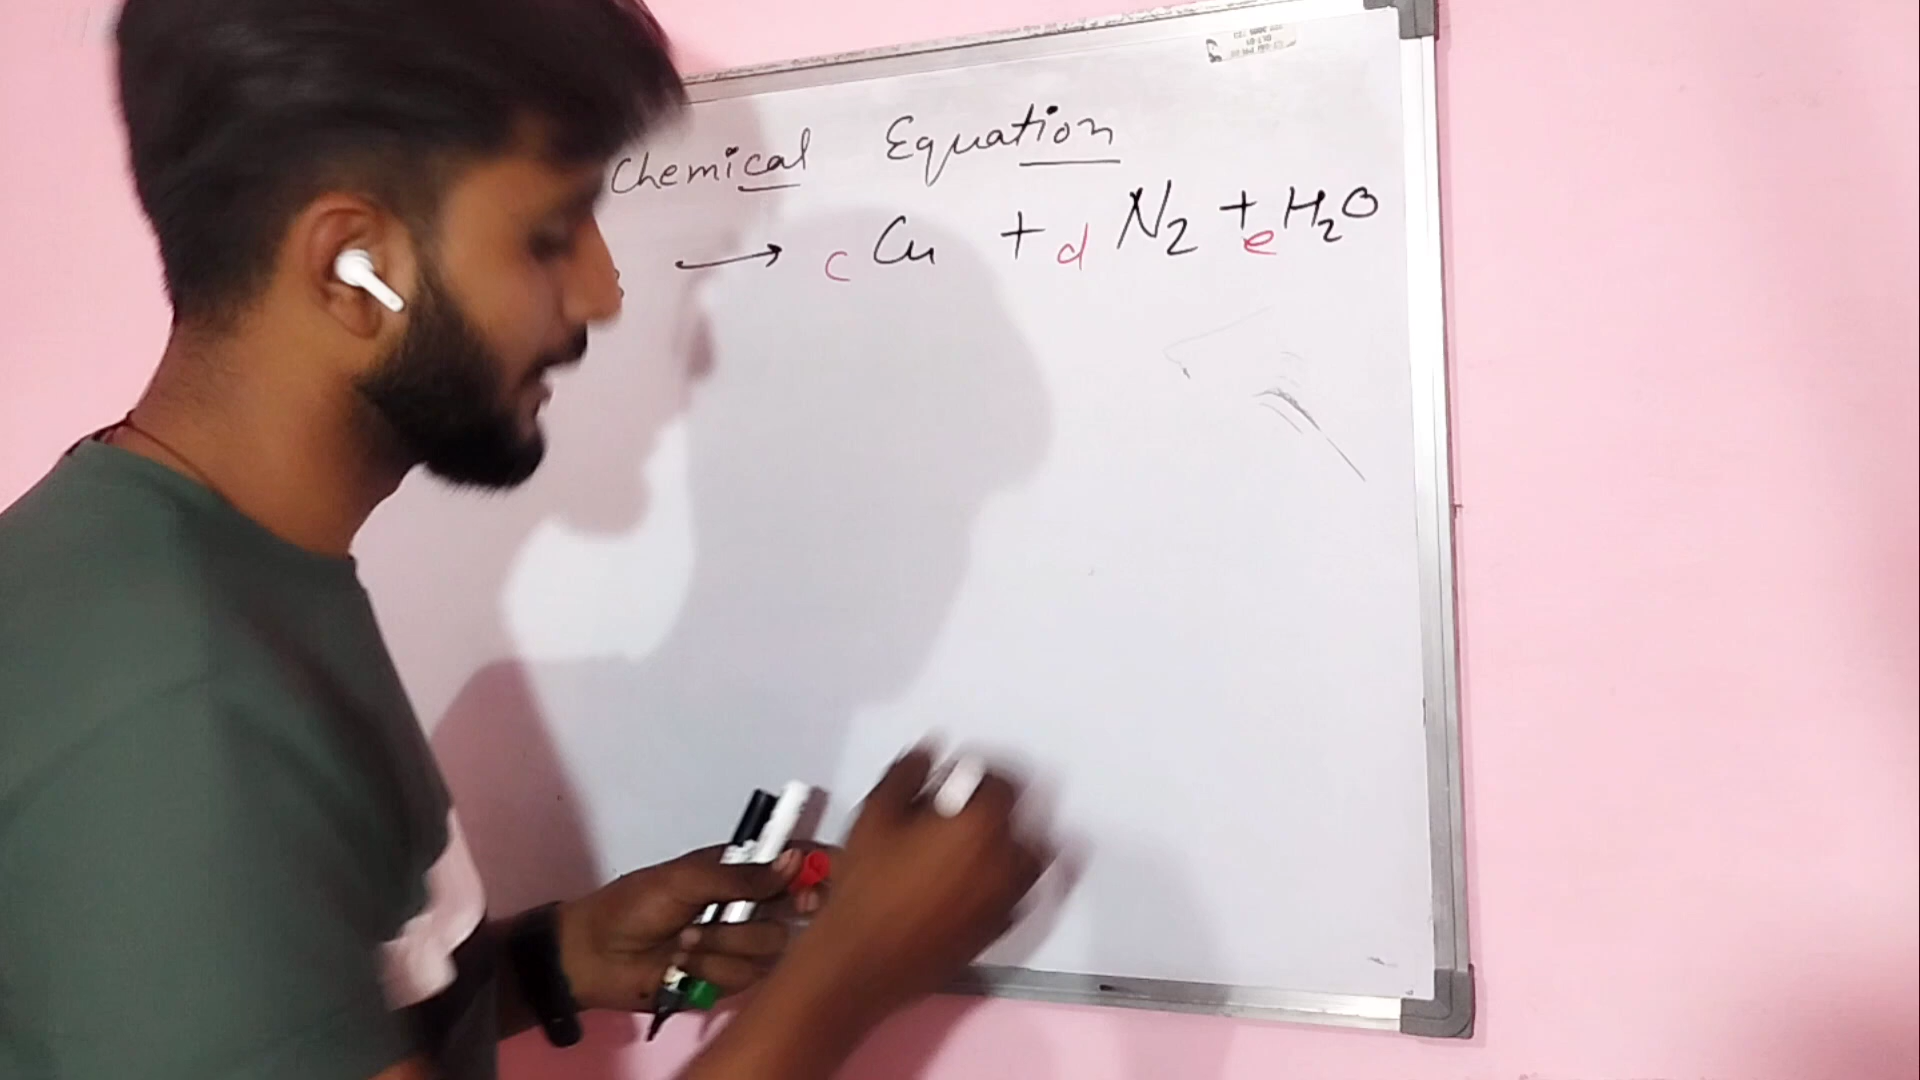 Chemical Equation
→ c Cu + d N₂ + e H₂O